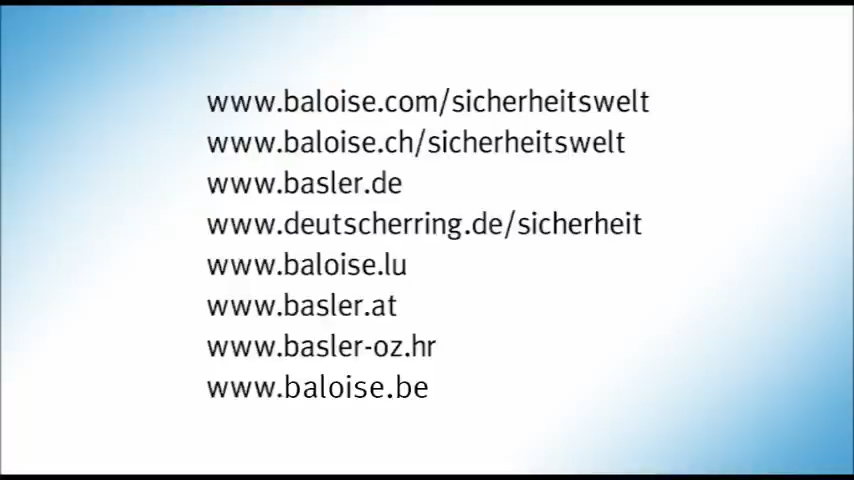 www.baloise.com/sicherheitswelt
www.baloise.ch/sicherheitswelt
www.basler.de
www.deutscherring.de/sicherheit
www.baloise.lu
www.basler.at
www.basler-oz.hr
www.baloise.be